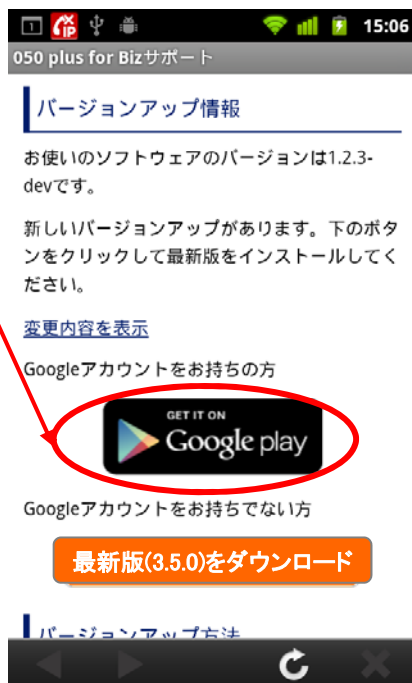 1 IP 15:06
050 plus for Bizサポート
バージョンアップ情報
お使いのソフトウェアのバージョンは1.2.3-
devです。
新しいバージョンアップがあります。下のボタ
ンをクリックして最新版をインストールしてく
ださい。
変更内容を表示
Googleアカウントをお持ちの方
GET IT ON
Google play
Googleアカウントをお持ちでない方
最新版(3.5.0)をダウンロード
バージョンアップ方法